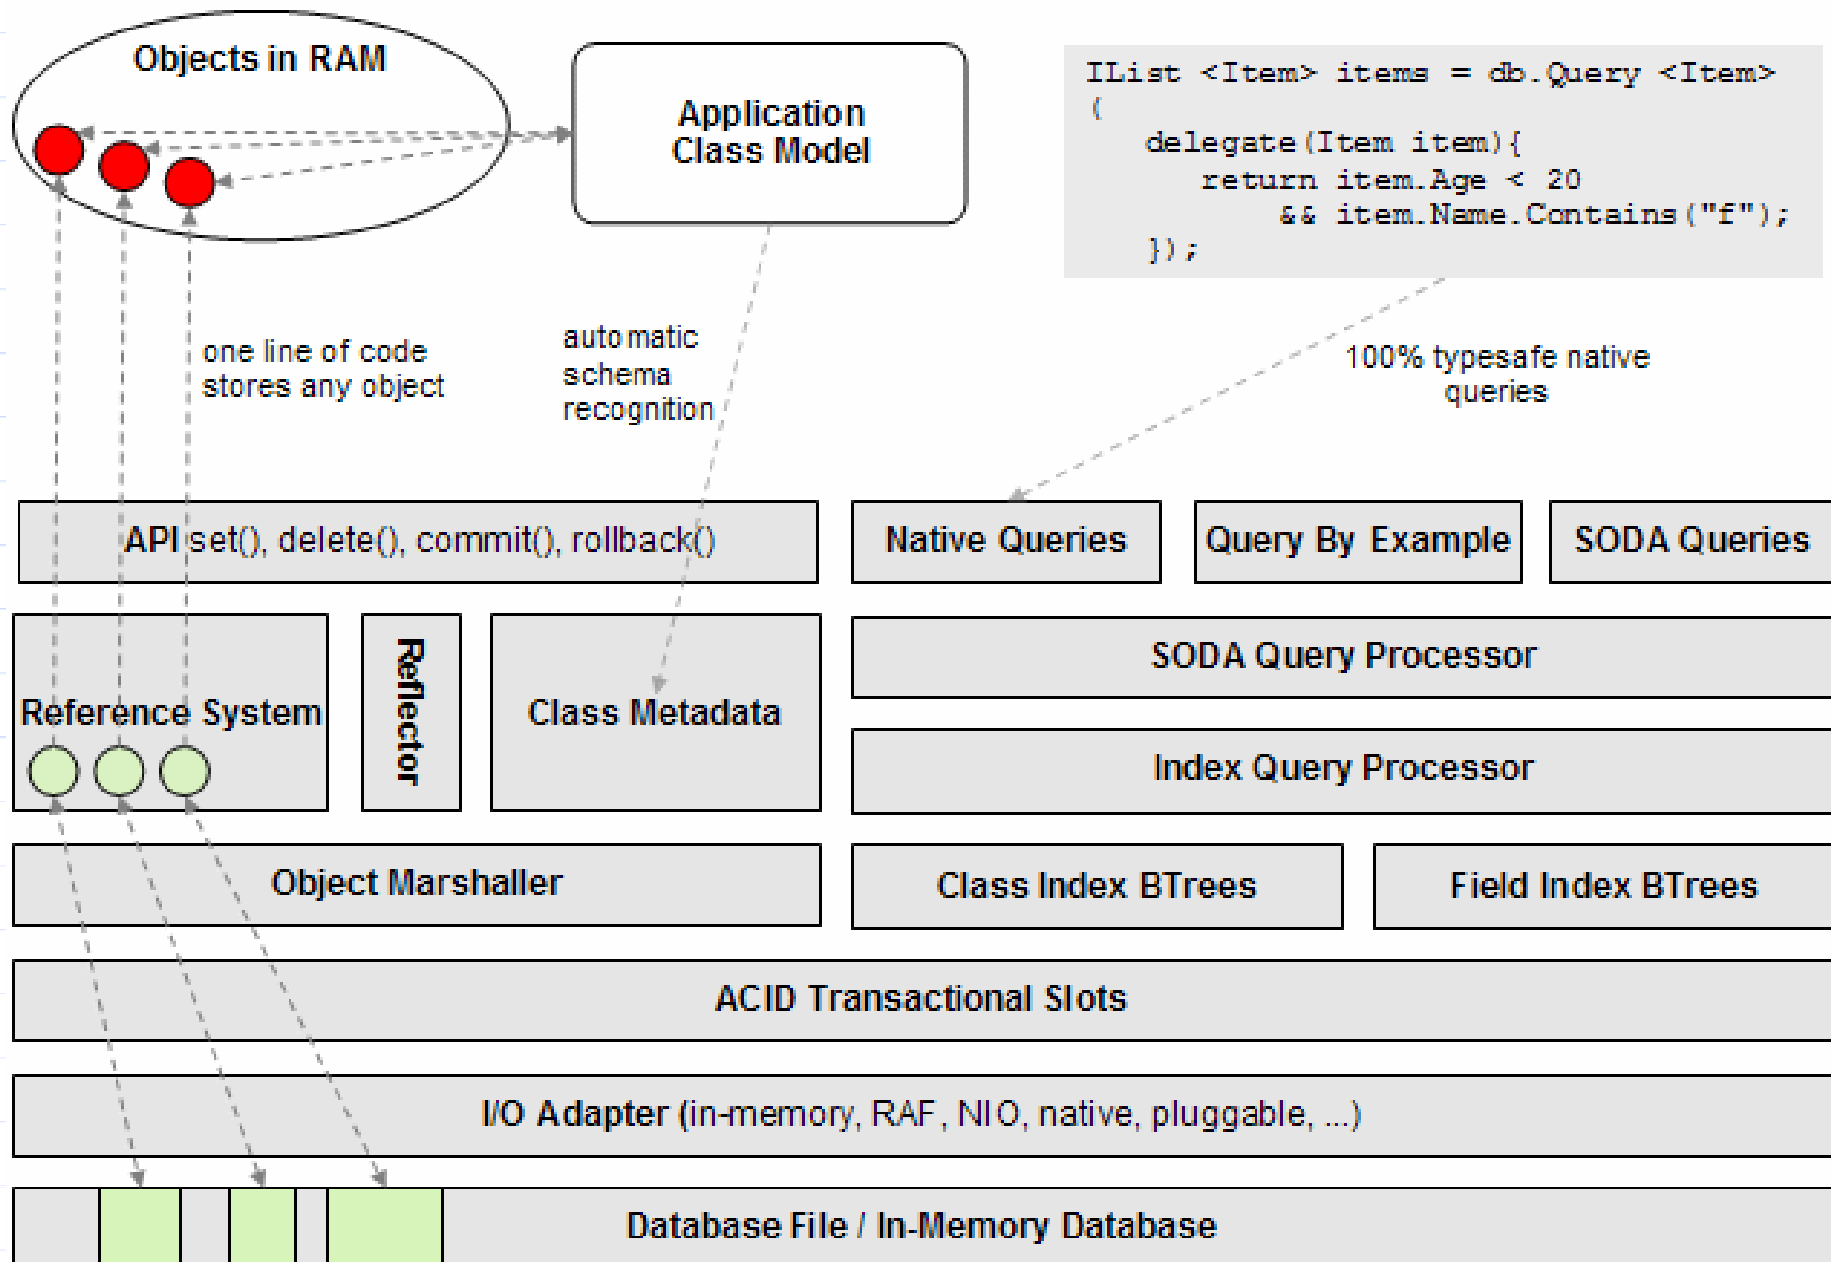 Objects in RAM
Application
Class Model
IList <Item> items = db.Query <Item>
(
delegate(Item item){
return item.Age < 20
&& item.Name.Contains("f");
});
one line of code
stores any object
automatic
schema
recognition
100% typesafe native
queries
API set(), delete(), commit(), rollback()
Native Queries
Query By Example
SODA Queries
Reference System
Reflector
Class Metadata
SODA Query Processor
Index Query Processor
Object Marshaller
Class Index BTrees
Field Index BTrees
ACID Transactional Slots
I/O Adapter (in-memory, RAF, NIO, native, pluggable, ...)
Database File / In-Memory Database